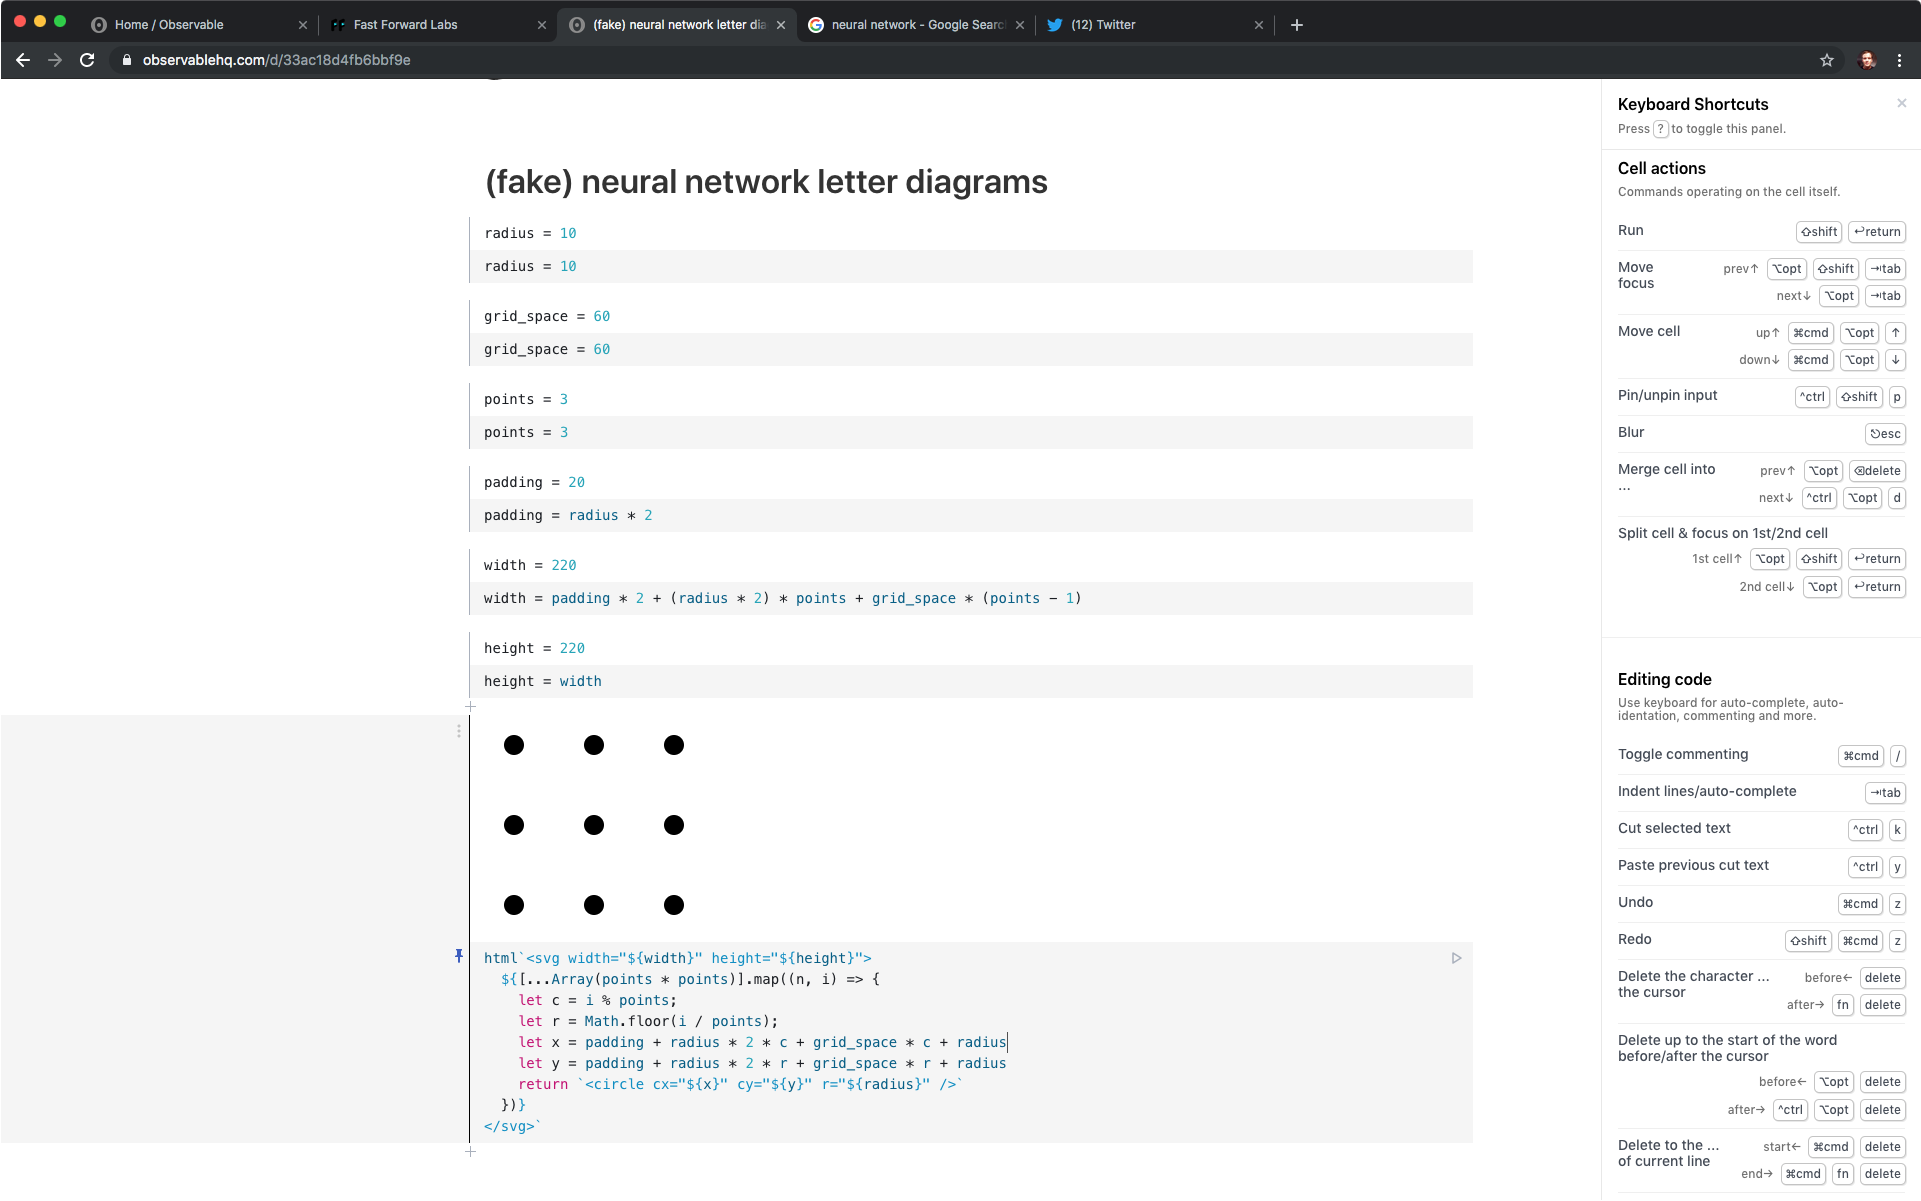 Home / Observable
Fast Forward Labs
(fake) neural network letter dia
neural network - Google Searc
(12) Twitter
observablehq.com/d/33ac18d4fb6bbf9e
(fake) neural network letter diagrams
radius = 10
radius = 10
grid_space = 60
grid_space = 60
points = 3
points = 3
padding = 20
padding = radius * 2
width = 220
width = padding * 2 + (radius * 2) * points + grid_space * (points - 1)
height = 220
height = width
html`<svg width="${width}" height="${height}">
${[...Array(points * points)].map((n, i) => {
let c = i % points;
let r = Math.floor(i / points);
let x = padding + radius * 2 * c + grid_space * c + radius
let y = padding + radius * 2 * r + grid_space * r + radius
return `<circle cx="${x}" cy="${y}" r="${radius}" />`
})}
</svg>`
Keyboard Shortcuts
Press ? to toggle this panel.
Cell actions
Commands operating on the cell itself.
Run ⇧shift ↩return
Move focus prev↑ ⌥opt ⇧shift ⇥tab
next↓ ⌥opt ⇥tab
Move cell up↑ ⌘cmd ⌥opt ↑
down↓ ⌘cmd ⌥opt ↓
Pin/unpin input ^ctrl ⇧shift p
Blur ⎋esc
Merge cell into ... prev↑ ⌥opt ⌫delete
next↓ ^ctrl ⌥opt d
Split cell & focus on 1st/2nd cell
1st cell↑ ⌥opt ⇧shift ↩return
2nd cell↓ ⌥opt ↩return
Editing code
Use keyboard for auto-complete, auto-
identation, commenting and more.
Toggle commenting ⌘cmd /
Indent lines/auto-complete ⇥tab
Cut selected text ^ctrl k
Paste previous cut text ^ctrl y
Undo ⌘cmd z
Redo ⇧shift ⌘cmd z
Delete the character ... before← delete
the cursor after→ fn delete
Delete up to the start of the word
before/after the cursor
before← ⌥opt delete
after→ ^ctrl ⌥opt delete
Delete to the ... start← ⌘cmd delete
of current line end→ ⌘cmd fn delete